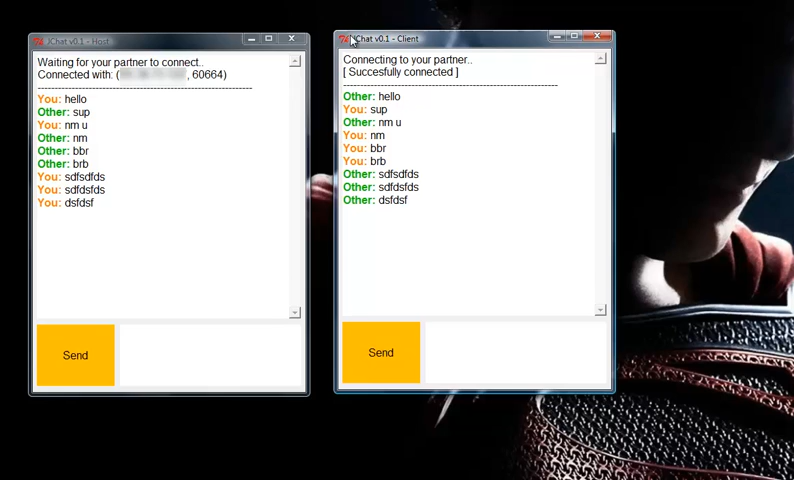 JChat v0.1 - Host
Waiting for your partner to connect..
Connected with: (, 60664)
--------------------------------------------------------------
You: hello
Other: sup
You: nm u
Other: nm
Other: bbr
Other: brb
You: sdfsdfds
You: sdfdsfds
You: dsfdsf
Send
JChat v0.1 - Client
Connecting to your partner..
[ Succesfully connected ]
--------------------------------------------------------------
Other: hello
You: sup
Other: nm u
You: nm
You: bbr
You: brb
Other: sdfsdfds
Other: sdfdsfds
Other: dsfdsf
Send